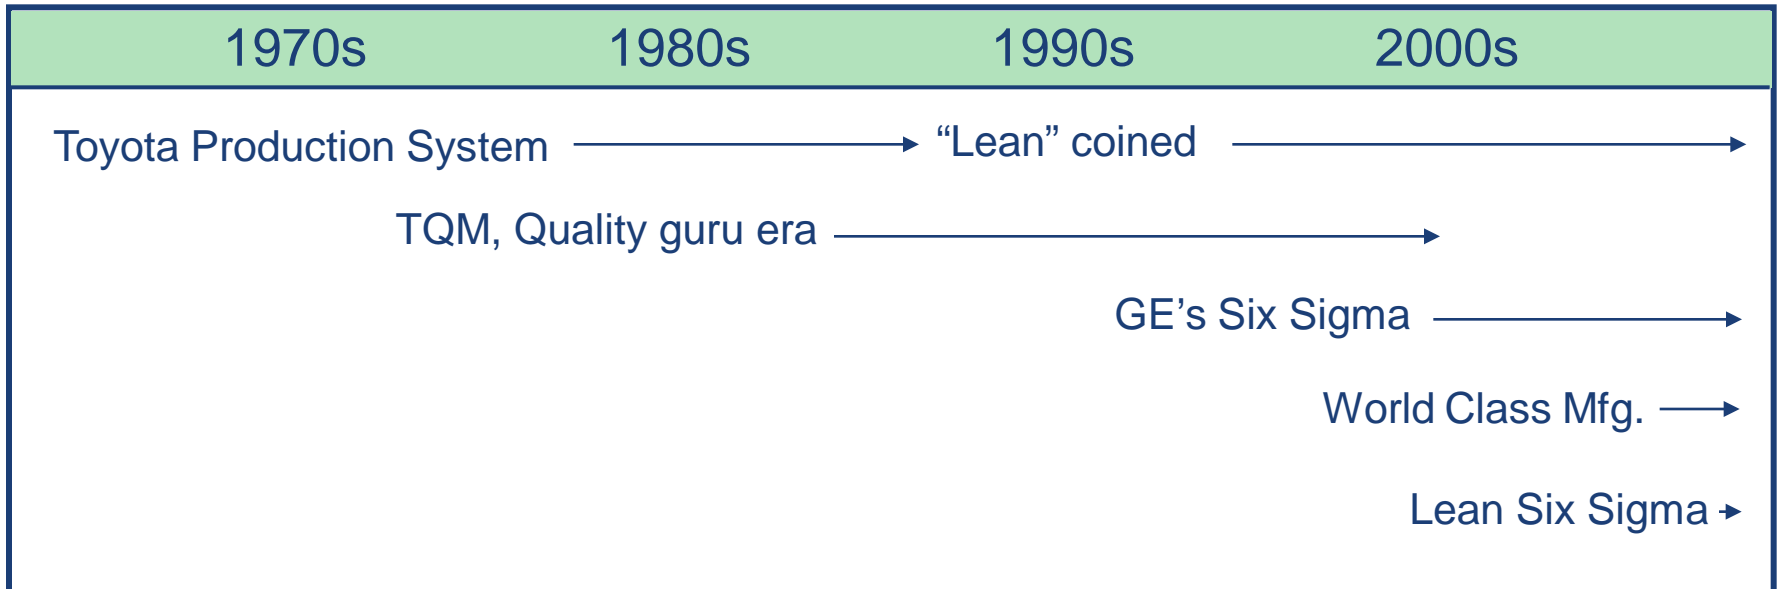 1970s 1980s 1990s 2000s
Toyota Production System “Lean” coined
TQM, Quality guru era
GE’s Six Sigma
World Class Mfg.
Lean Six Sigma